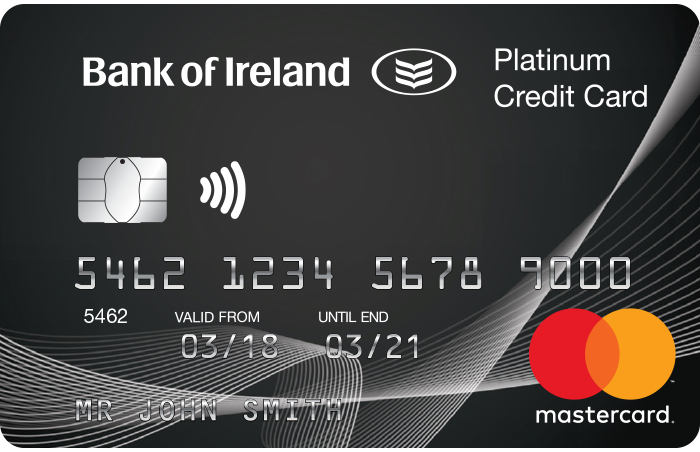 Bank of Ireland
Platinum
Credit Card
5462 1234 5678 9000
5462 VALID FROM UNTIL END
03/18 03/21
MR JOHN SMITH
mastercard.